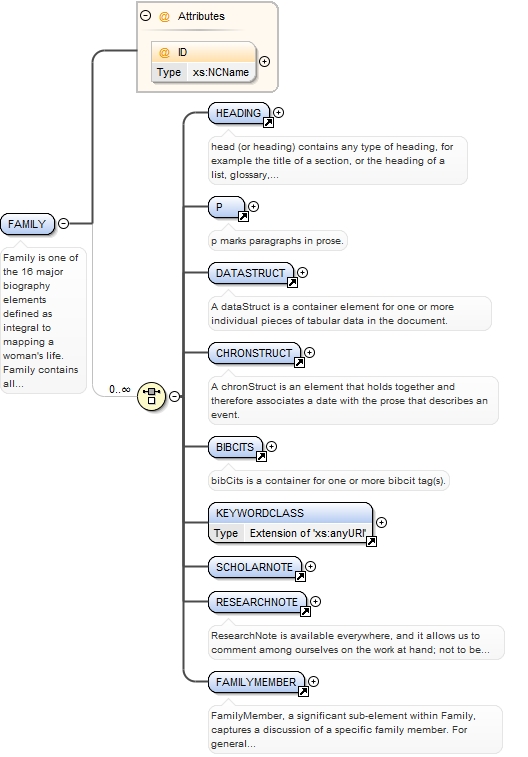 Attributes
@ ID
Type xs:NCName
HEADING
head (or heading) contains any type of heading, for
example the title of a section, or the heading of a
list, glossary,...
P
p marks paragraphs in prose.
FAMILY
Family is one of
the 16 major
biography
elements
defined as
integral to
mapping a
woman's life.
Family contains
all...
DATASTRUCT
A dataStruct is a container element for one or more
individual pieces of tabular data in the document.
CHRONSTRUCT
A chronStruct is an element that holds together and
therefore associates a date with the prose that describes an
event.
0..∞
BIBCITS
bibCits is a container for one or more bibcit tag(s).
KEYWORDCLASS
Type Extension of 'xs:anyURI'
SCHOLARNOTE
RESEARCHNOTE
ResearchNote is available everywhere, and it allows us to
comment among ourselves on the work at hand; not to be...
FAMILYMEMBER
FamilyMember, a significant sub-element within Family,
captures a discussion of a specific family member. For
general...